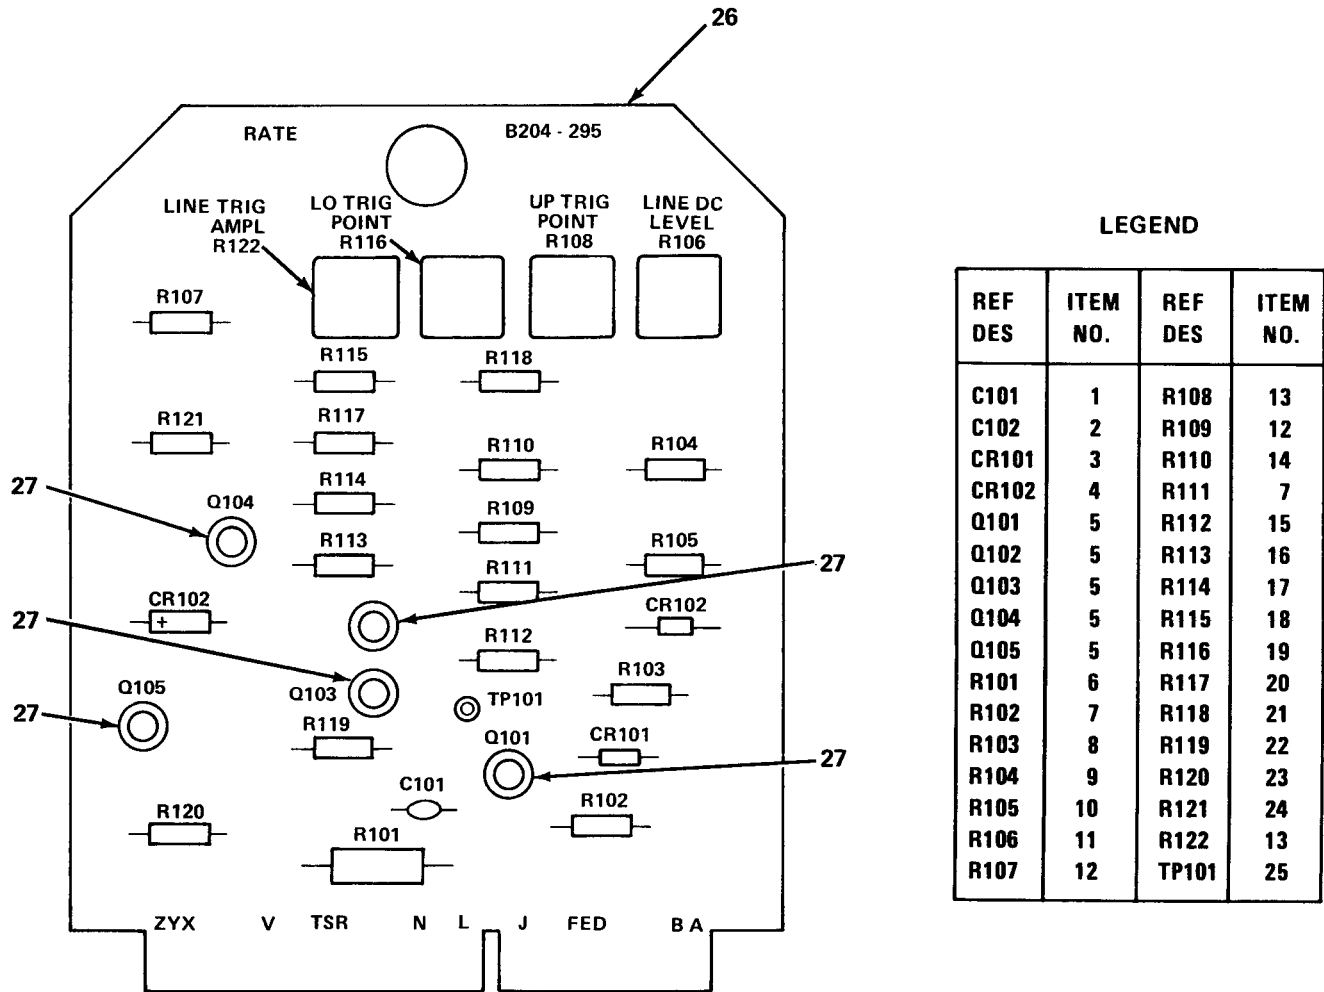 26
RATE
B204 - 295
LINE TRIG
AMPL
R122
LO TRIG
POINT
R116
UP TRIG
POINT
R108
LINE DC
LEVEL
R106
R107
R115
R118
R121
R117
R110
R104
27
Q104
R114
R109
R113
R105
R111
27
CR102
+
CR102
27
R112
Q103
R103
Q105
TP101
27
R119
Q101
CR101
27
C101
R102
R120
R101
ZYX V TSR N L J FED B A
LEGEND
REF DES ITEM NO. REF DES ITEM NO.
C101 1 R108 13
C102 2 R109 12
CR101 3 R110 14
CR102 4 R111 7
Q101 5 R112 15
Q102 5 R113 16
Q103 5 R114 17
Q104 5 R115 18
Q105 5 R116 19
R101 6 R117 20
R102 7 R118 21
R103 8 R119 22
R104 9 R120 23
R105 10 R121 24
R106 11 R122 13
R107 12 TP101 25